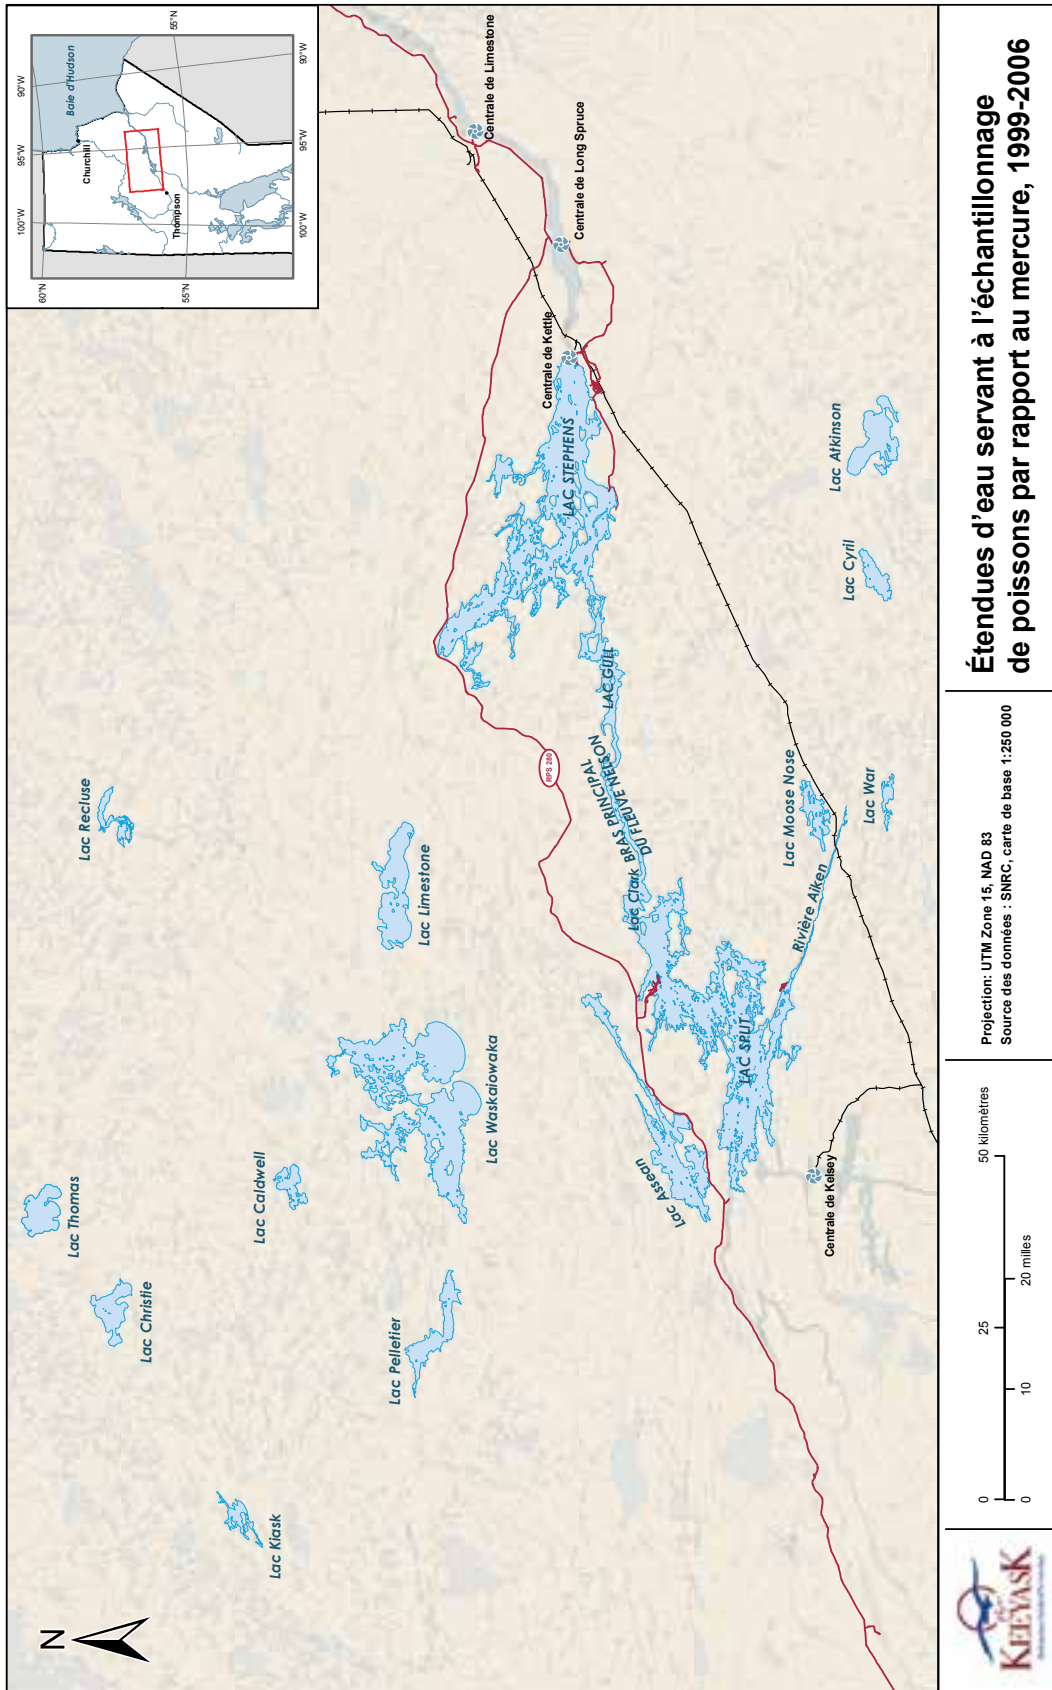 N
Lac Kiask
Lac Christie
Lac Thomas
Lac Caldwell
Lac Pelletier
Lac Waskaiowaka
Lac Limestone
Lac Recluse
Lac Assean
LAC SPLIT
Lac Clark
BRAS PRINCIPAL
DU FLEUVE NELSON
LAC GULL
LAC STEPHENS
RPS 280
Rivière Aiken
Lac Moose Nose
Lac War
Lac Cyril
Lac Atkinson
Centrale de Kelsey
Centrale de Kettle
Centrale de Long Spruce
Centrale de Limestone
60°N
55°N
100°W
95°W
90°W
Baie d'Hudson
Churchill
Thompson
55°N
100°W
95°W
90°W
KEEYASK
0 25 50 kilomètres
0 10 20 milles
Projection: UTM Zone 15, NAD 83
Source des données : SNRC, carte de base 1:250 000
Étendues d'eau servant à l'échantillonnage
de poissons par rapport au mercure, 1999-2006